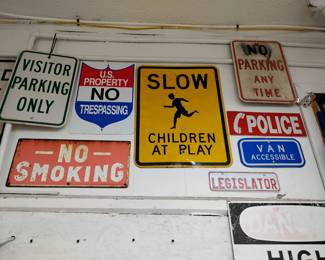 VISITOR
PARKING
ONLY
U.S.
PROPERTY
NO
TRESPASSING
SLOW
CHILDREN
AT PLAY
NO
PARKING
ANY
TIME
POLICE
VAN
ACCESSIBLE
-NO-
SMOKING
LEGISLATOR
DANGER
HIGH